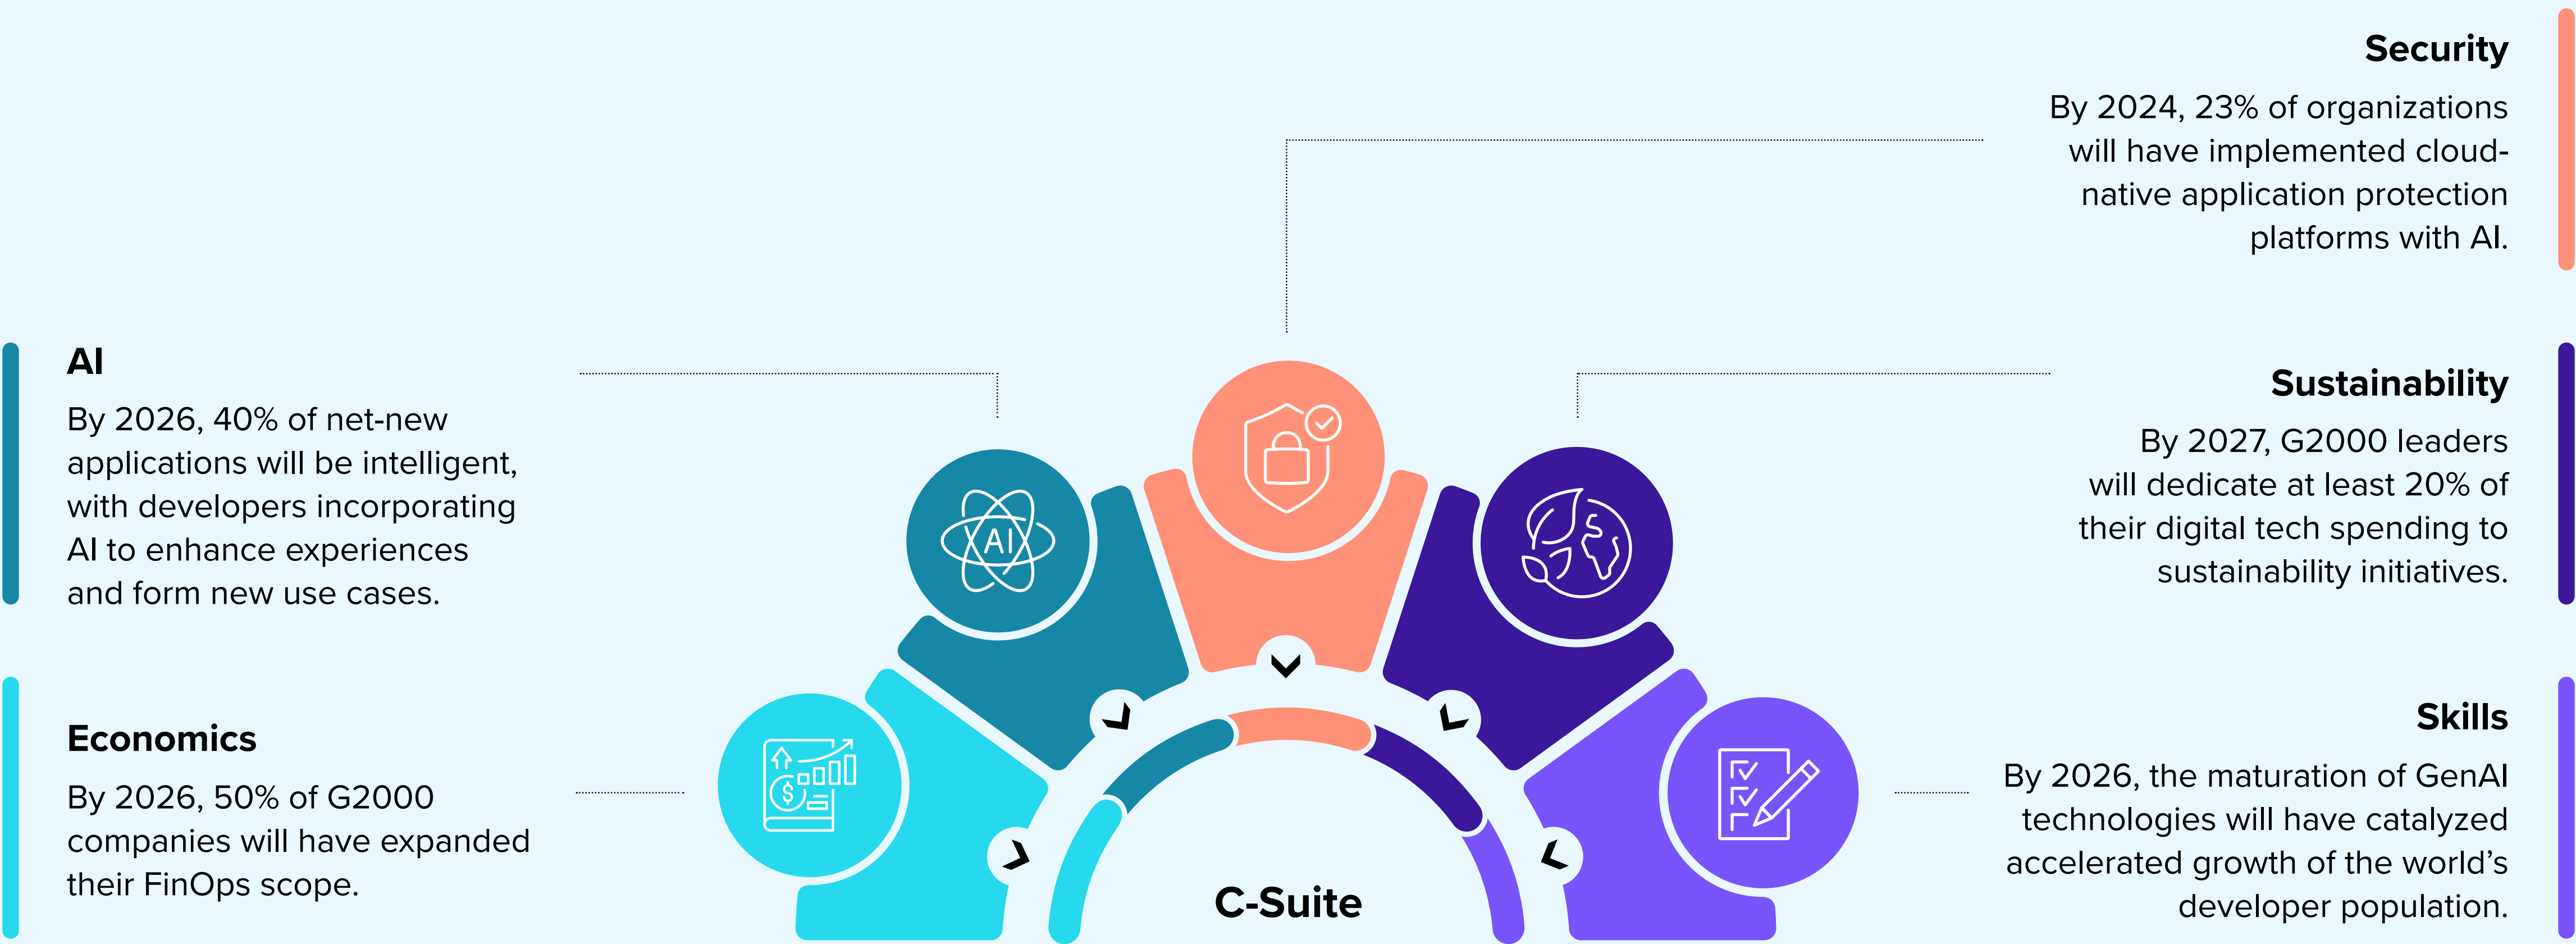 Security
By 2024, 23% of organizations
will have implemented cloud-
native application protection
platforms with AI.
AI
By 2026, 40% of net-new
applications will be intelligent,
with developers incorporating
AI to enhance experiences
and form new use cases.
Sustainability
By 2027, G2000 leaders
will dedicate at least 20% of
their digital tech spending to
sustainability initiatives.
AI
Economics
By 2026, 50% of G2000
companies will have expanded
their FinOps scope.
$
Skills
By 2026, the maturation of GenAI
technologies will have catalyzed
accelerated growth of the world’s
developer population.
C-Suite